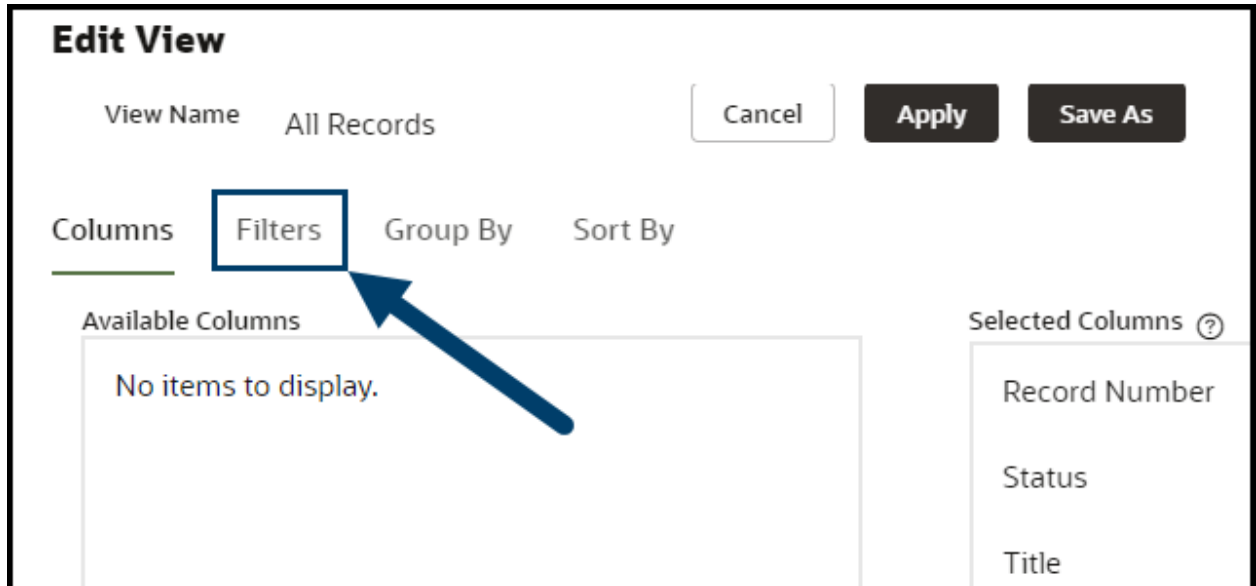 Edit View
View Name All Records Cancel Apply Save As
Columns Filters Group By Sort By
Available Columns Selected Columns ?
No items to display. Record Number
Status
Title